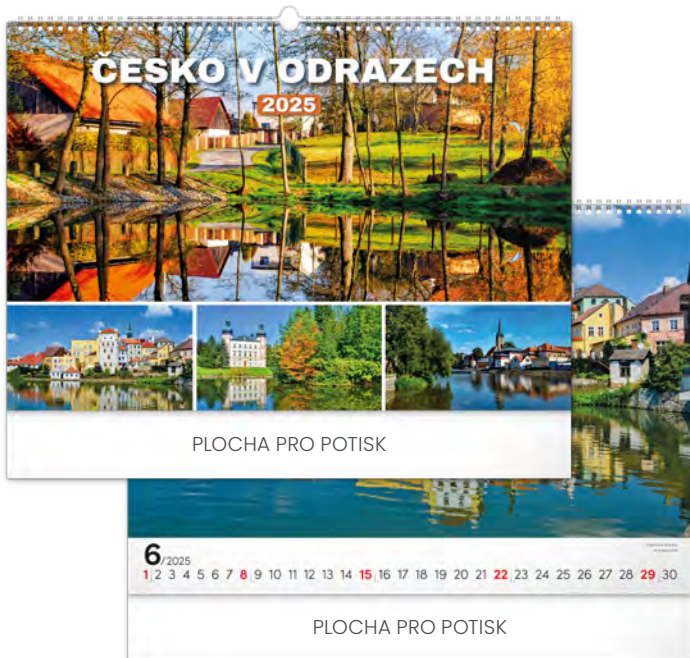 ČESKO V ODRAZECH
2025
PLOCHA PRO POTISK
6/2025
1 2 3 4 5 6 7 8 9 10 11 12 13 14 15 16 17 18 19 20 21 22 23 24 25 26 27 28 29 30
PLOCHA PRO POTISK